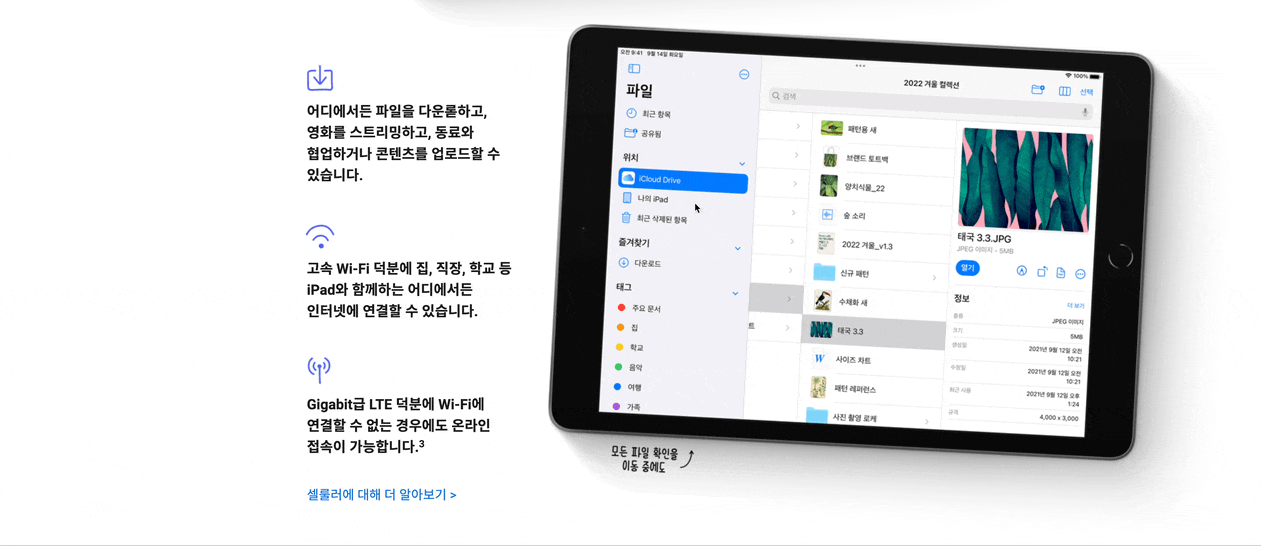 어디에서든 파일을 다운론하고,
영화를 스트리밍하고, 동료와
협업하거나 콘텐츠를 업로드할 수
있습니다.
고속 Wi-Fi 덕분에 집, 직장, 학교 등
iPad와 함께하는 어디에서든
인터넷에 연결할 수 있습니다.
Gigabit급 LTE 덕분에 Wi-Fi에
연결할 수 없는 경우에도 온라인
접속이 가능합니다.³
셀룰러에 대해 더 알아보기 >
오전 9:41 9월 14일 화요일
파일
최근 항목
공유됨
위치
iCloud Drive
나의 iPad
최근 삭제된 항목
즐겨찾기
다운로드
태그
주요 문서
집
학교
음악
여행
가족
100%
2022 겨울 컬렉션
선택
검색
트
패턴용 새
브랜드 토트백
양치식물_22
숲 소리
2022 겨울_v1.3
신규 패턴
수채화 새
태국 3.3
W 사이즈 차트
패턴 레퍼런스
사진 촬영 로케
태국 3.3.JPG
JPEG 이미지 - 5MB
열기
정보
더 보기
종류 JPEG 이미지
크기 5MB
생성일 2021년 9월 12일 오전
10:21
수정일 2021년 9월 12일 오전
10:21
최근 사용 2021년 9월 12일 오후
1:24
규격 4,000 x 3,000
모든 파일 확인을
이동 중에도